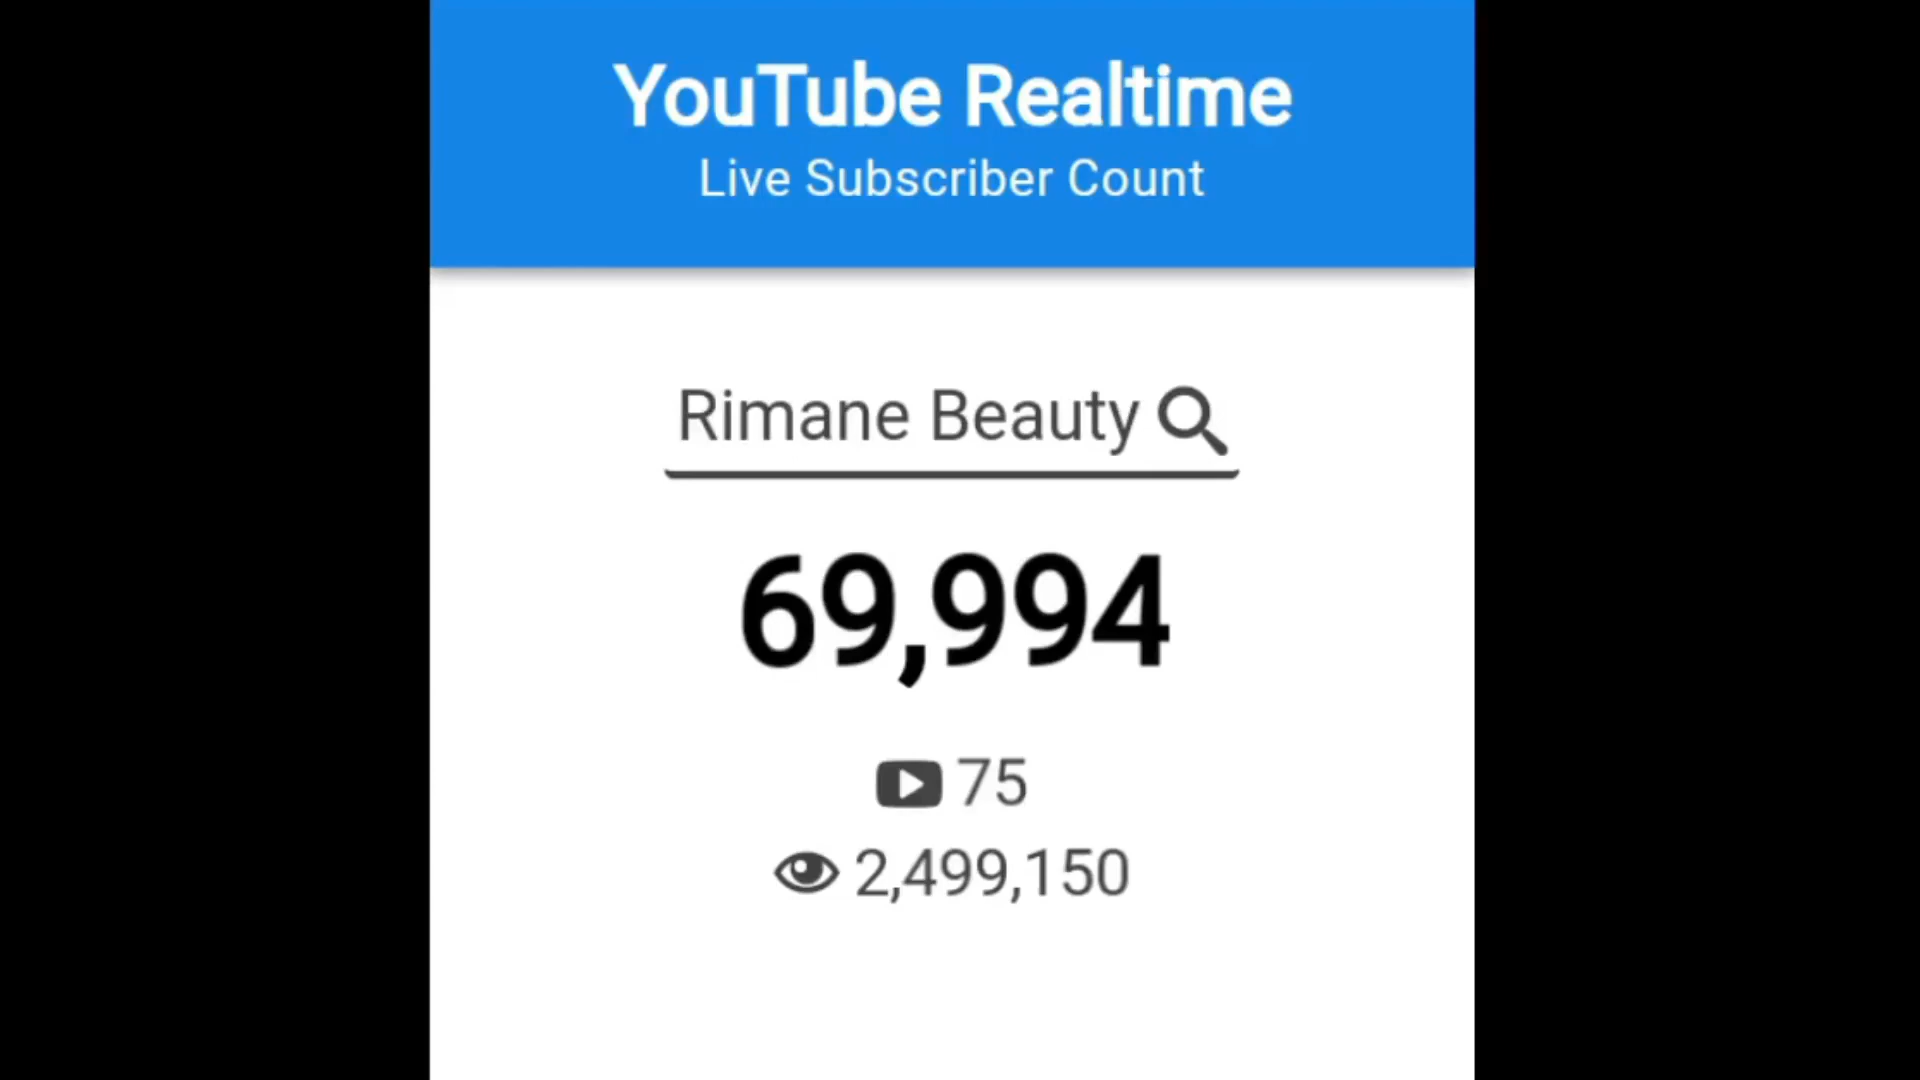 YouTube Realtime
Live Subscriber Count
Rimane Beauty
69,994
75
2,499,150